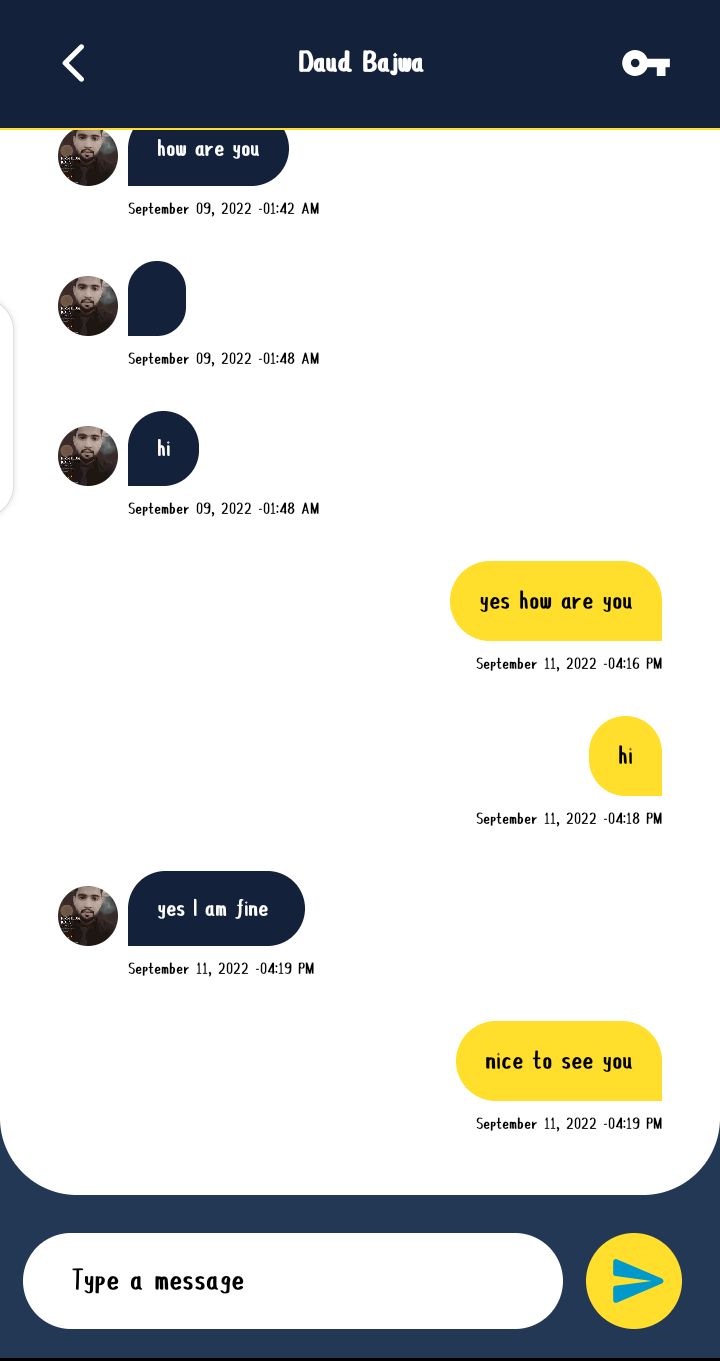 Daud Bajwa
how are you
September 09, 2022 -01:42 AM
September 09, 2022 -01:48 AM
hi
September 09, 2022 -01:48 AM
yes how are you
September 11, 2022 -04:16 PM
hi
September 11, 2022 -04:18 PM
yes I am fine
September 11, 2022 -04:19 PM
nice to see you
September 11, 2022 -04:19 PM
Type a message